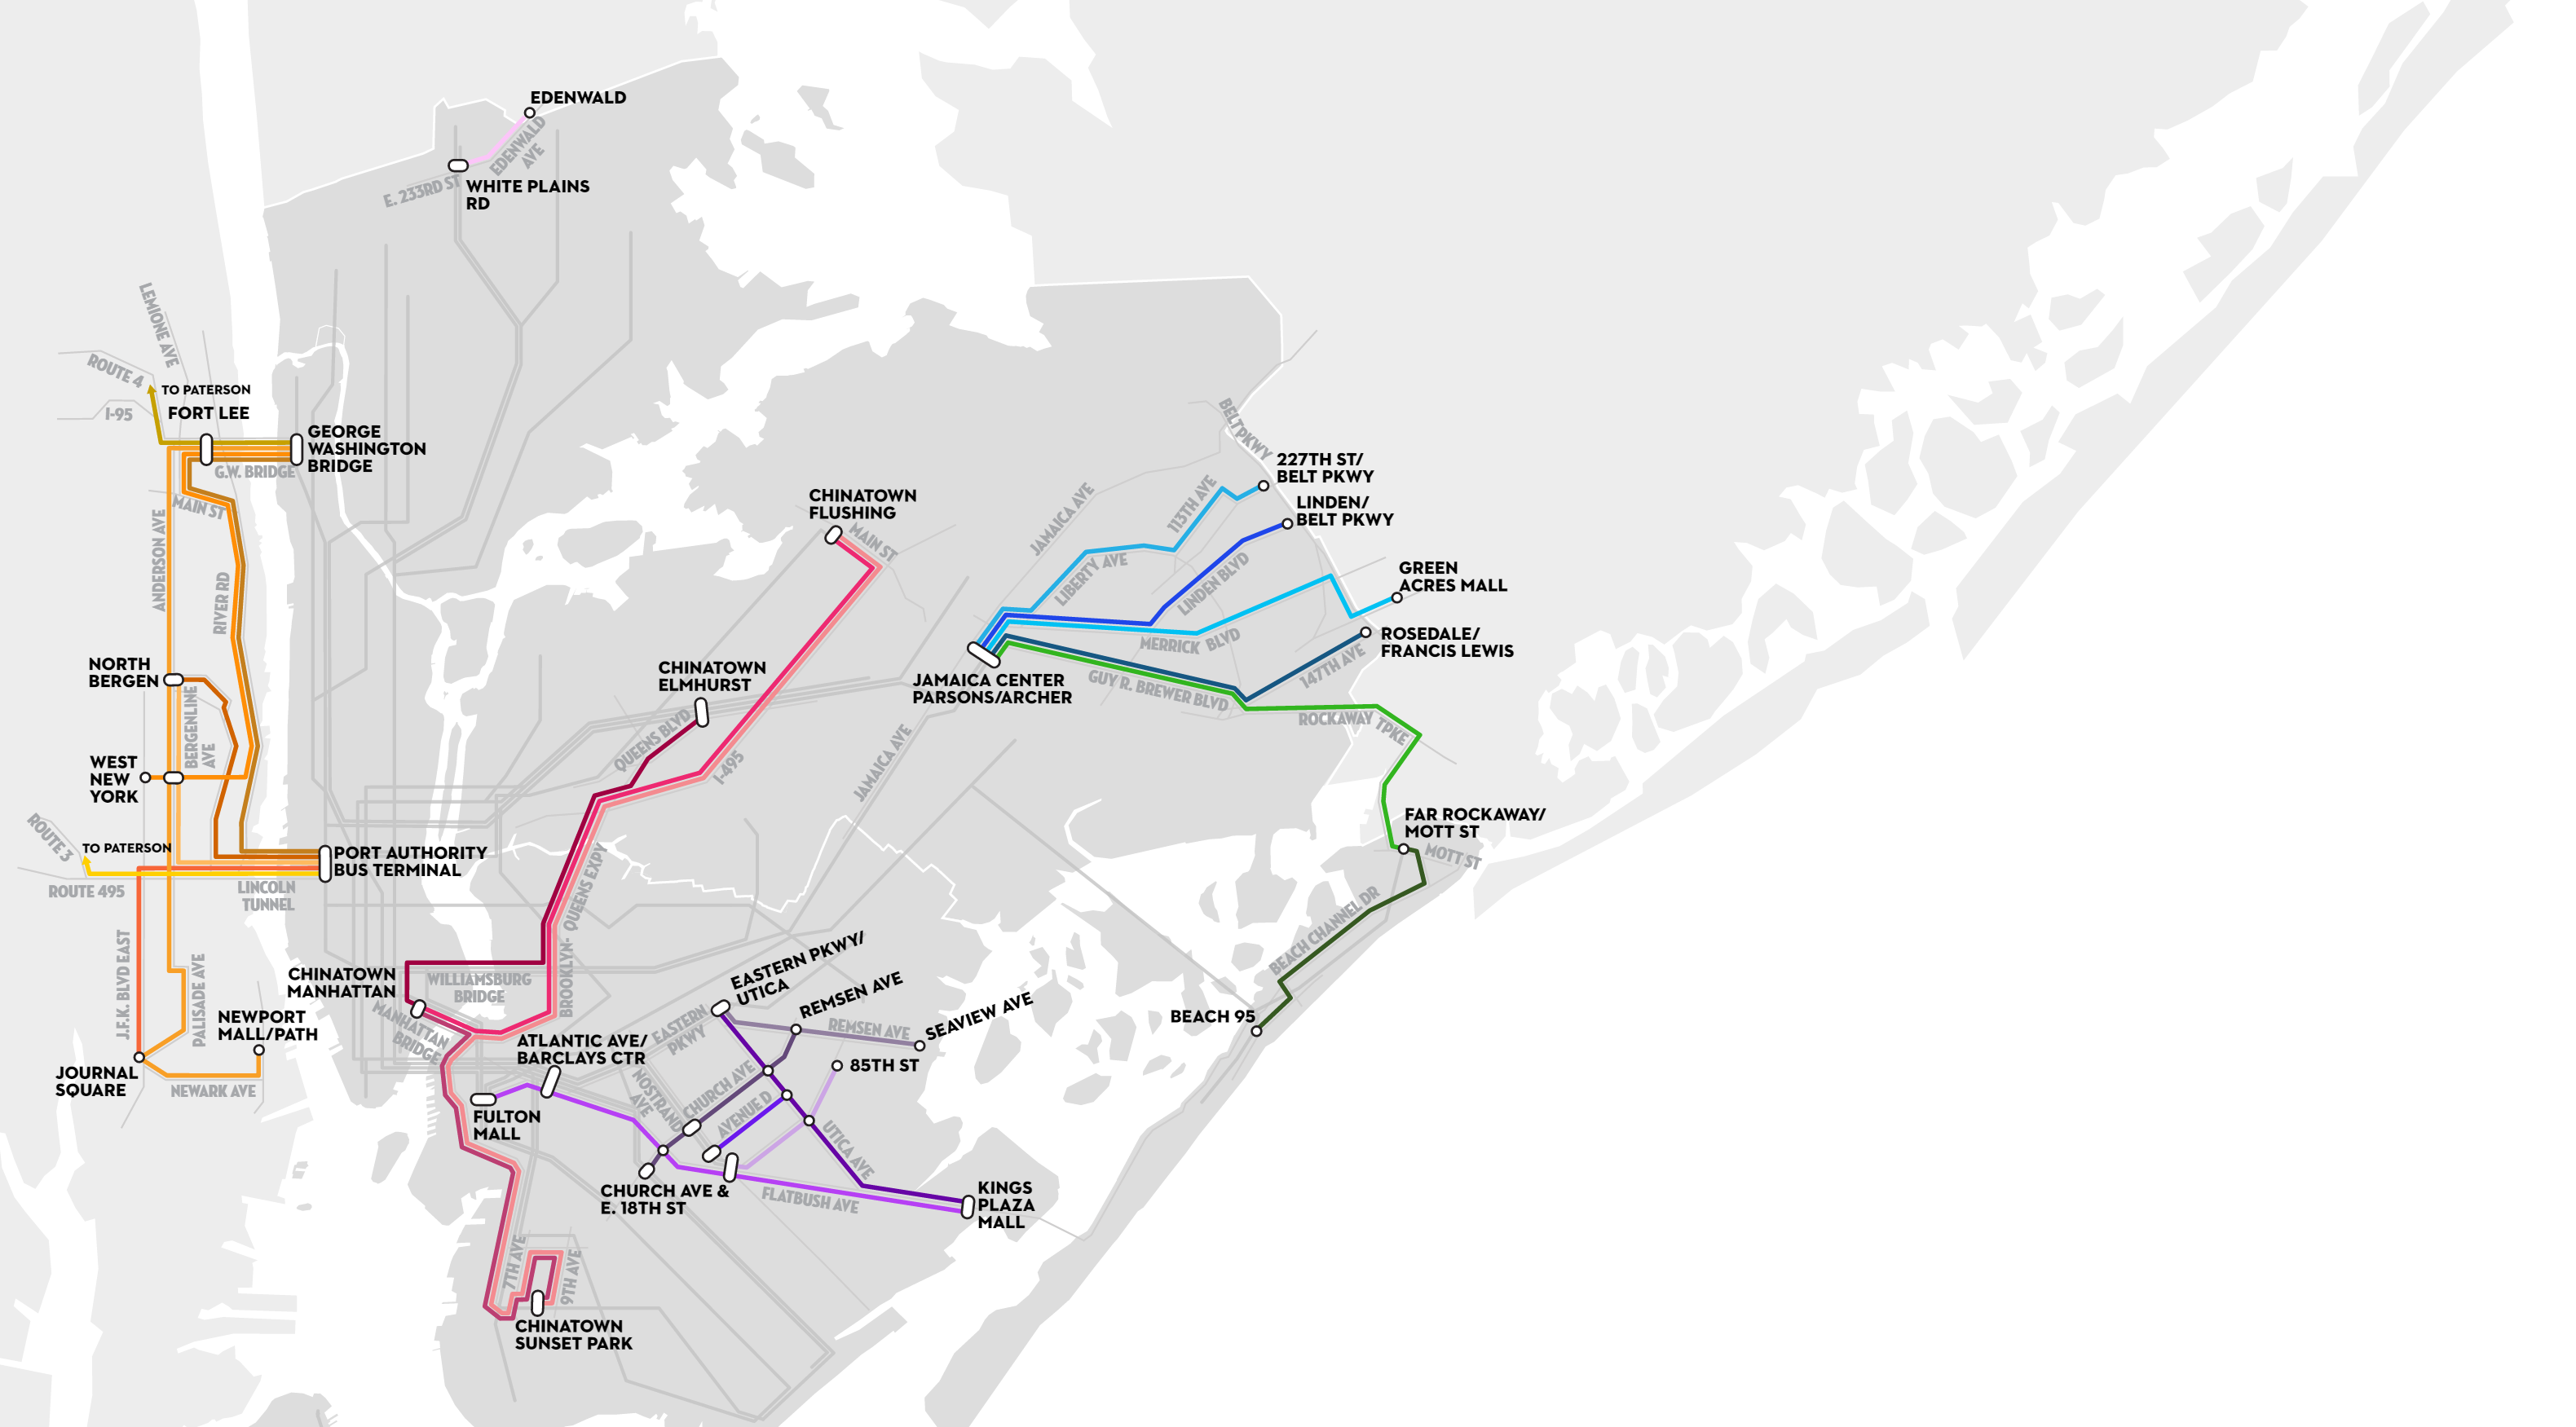 EDENWALD
EDENWALD
AVE
E. 233RD ST
WHITE PLAINS
RD
LEMIONE AVE
ROUTE 4
I-95
TO PATERSON
FORT LEE
GEORGE
WASHINGTON
BRIDGE
G.W. BRIDGE
MAIN ST
ANDERSON AVE
RIVER RD
NORTH
BERGEN
BERGENLINE
AVE
WEST
NEW
YORK
ROUTE 3
TO PATERSON
ROUTE 495
LINCOLN
TUNNEL
PORT AUTHORITY
BUS TERMINAL
J.F.K. BLVD EAST
PALISADE AVE
JOURNAL
SQUARE
NEWARK AVE
NEWPORT
MALL/PATH
CHINATOWN
MANHATTAN
MANHATTAN
BRIDGE
WILLIAMSBURG
BRIDGE
BROOKLYN-
QUEENS EXPY
CHINATOWN
FLUSHING
MAIN ST
CHINATOWN
ELMHURST
QUEENS BLVD
I-495
JAMAICA AVE
JAMAICA AVE
BELT PKWY
113TH AVE
LIBERTY AVE
LINDEN BLVD
MERRICK BLVD
GUY R. BREWER BLVD
147TH AVE
ROCKAWAY TPKE
227TH ST/
BELT PKWY
LINDEN/
BELT PKWY
GREEN
ACRES MALL
ROSEDALE/
FRANCIS LEWIS
JAMAICA CENTER
PARSONS/ARCHER
FAR ROCKAWAY/
MOTT ST
MOTT ST
BEACH CHANNEL DR
BEACH 95
EASTERN PKWY/
UTICA
REMSEN AVE
REMSEN AVE
SEAVIEW AVE
85TH ST
EASTERN
PKWY
ATLANTIC AVE/
BARCLAYS CTR
FULTON
MALL
NOSTRAND
AVE
CHURCH AVE
AVENUE D
UTICA AVE
CHURCH AVE &
E. 18TH ST
FLATBUSH AVE
KINGS
PLAZA
MALL
7TH AVE
9TH AVE
CHINATOWN
SUNSET PARK